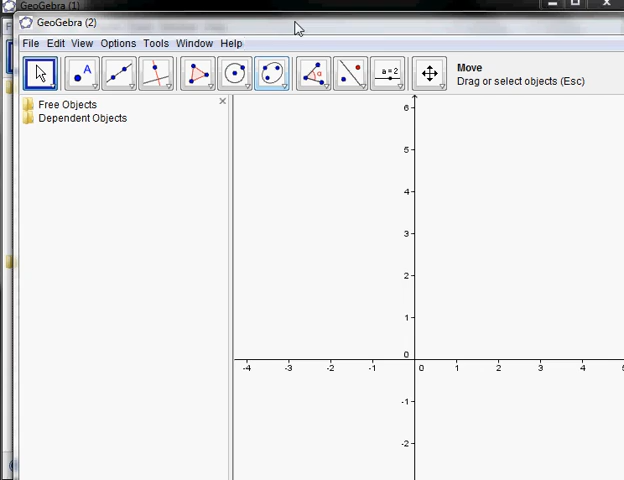 GeoGebra (1)
GeoGebra (2)
File Edit View Options Tools Window Help
A
α
a = 2
Move
Drag or select objects (Esc)
Free Objects
Dependent Objects
6
5
4
3
2
1
0
-4 -3 -2 -1 0 1 2 3 4 5
-1
-2